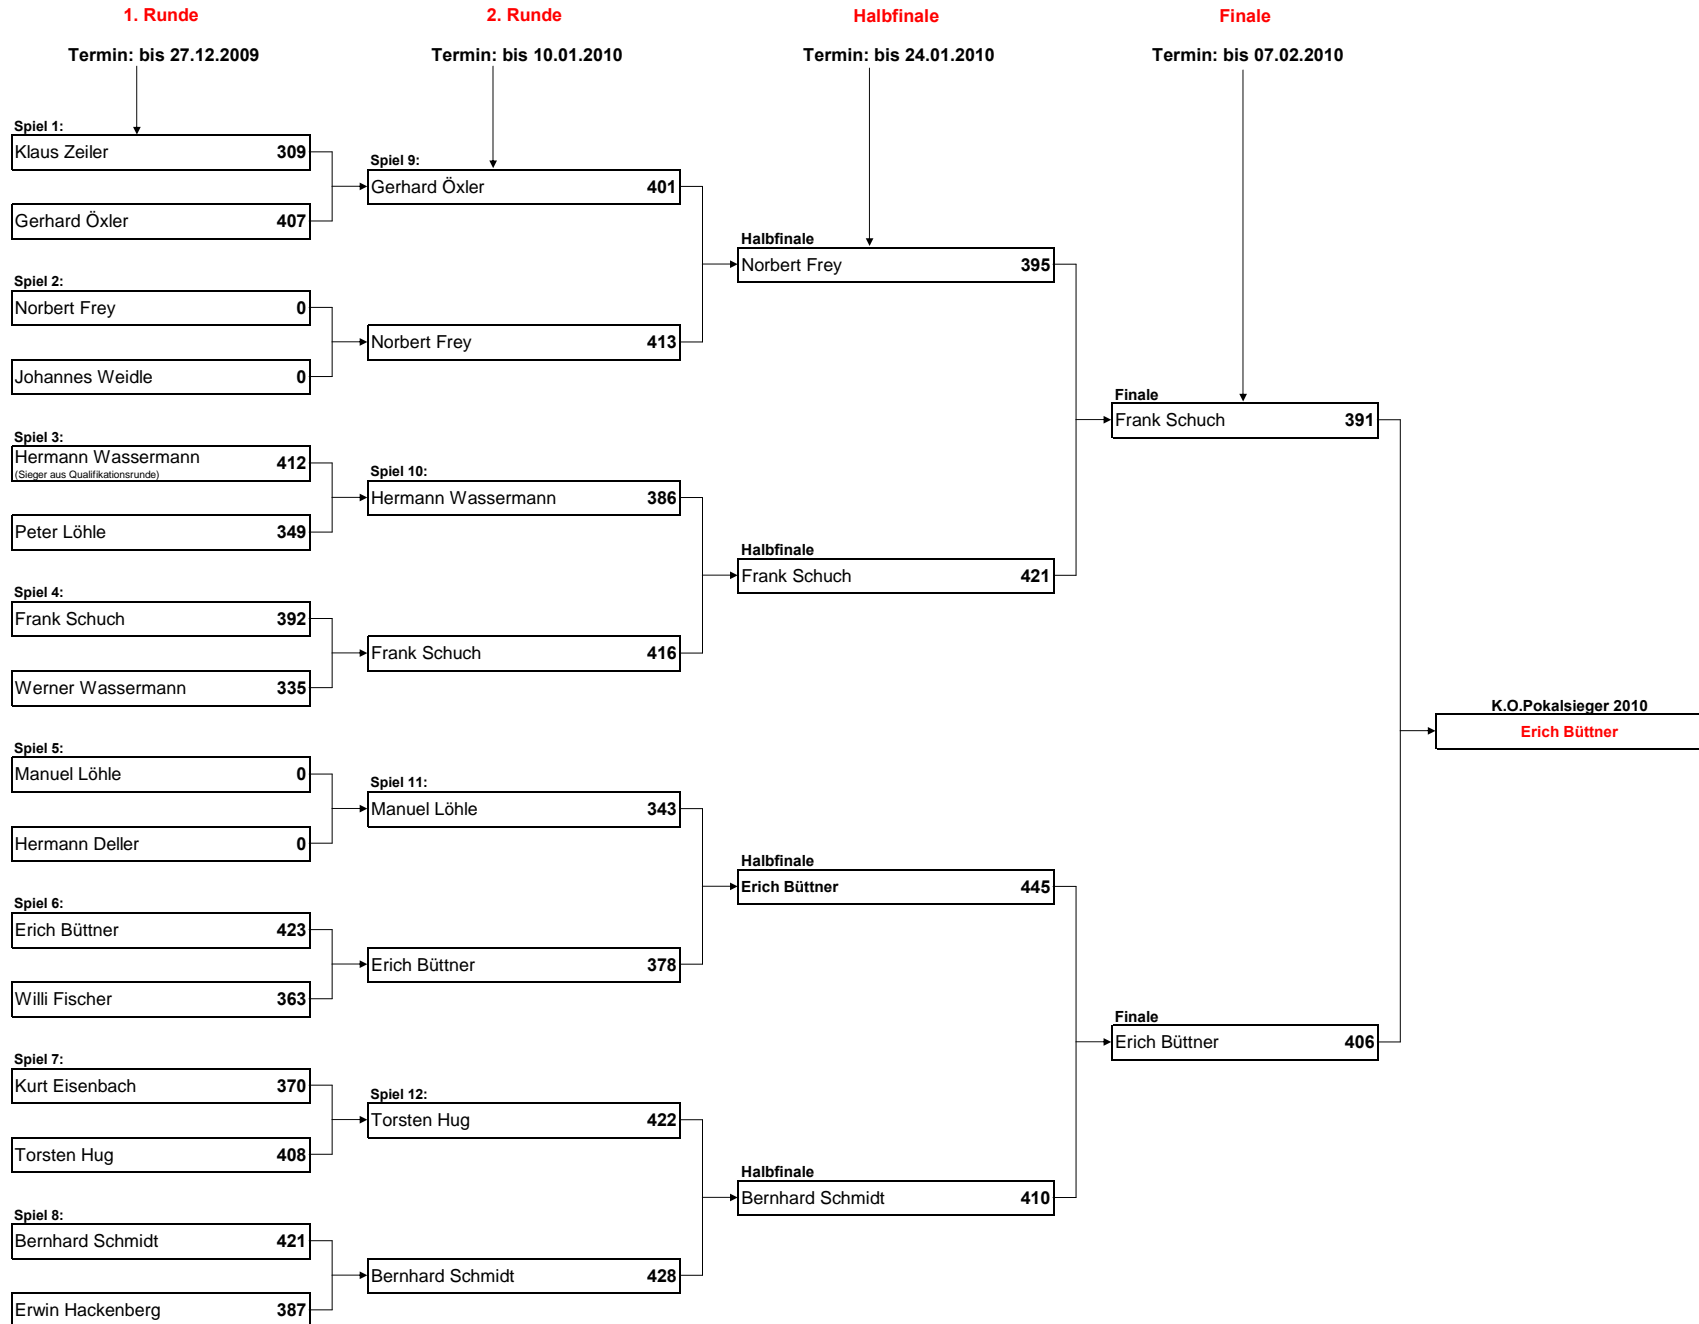 1. Runde
2. Runde
Halbfinale
Finale
Termin: bis 27.12.2009
Termin: bis 10.01.2010
Termin: bis 24.01.2010
Termin: bis 07.02.2010
Spiel 1:
Klaus Zeiler 309
Gerhard Öxler 407
Spiel 2:
Norbert Frey 0
Johannes Weidle 0
Spiel 3:
Hermann Wassermann 412
(Sieger aus Qualifikationsrunde)
Peter Löhle 349
Spiel 4:
Frank Schuch 392
Werner Wassermann 335
Spiel 5:
Manuel Löhle 0
Hermann Deller 0
Spiel 6:
Erich Büttner 423
Willi Fischer 363
Spiel 7:
Kurt Eisenbach 370
Torsten Hug 408
Spiel 8:
Bernhard Schmidt 421
Erwin Hackenberg 387
Spiel 9:
Gerhard Öxler 401
Norbert Frey 413
Spiel 10:
Hermann Wassermann 386
Frank Schuch 416
Spiel 11:
Manuel Löhle 343
Erich Büttner 378
Spiel 12:
Torsten Hug 422
Bernhard Schmidt 428
Halbfinale
Norbert Frey 395
Halbfinale
Frank Schuch 421
Halbfinale
Erich Büttner 445
Halbfinale
Bernhard Schmidt 410
Finale
Frank Schuch 391
Finale
Erich Büttner 406
K.O.Pokalsieger 2010
Erich Büttner